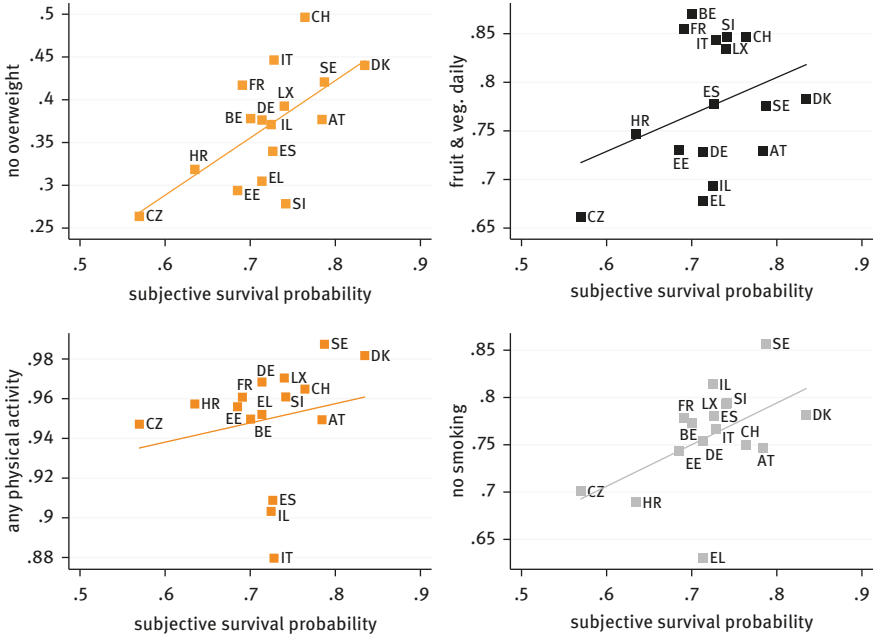 no overweight
.5
.45
.4
.35
.3
.25
CH
IT
SE
DK
FR
LX
BE
DE
IL
AT
ES
HR
EL
EE
SI
CZ
.5 .6 .7 .8 .9
subjective survival probability
fruit & veg. daily
.85
.8
.75
.7
.65
BE
FR
SI
CH
IT
LX
ES
SE
DK
HR
EE
DE
AT
IL
EL
CZ
.5 .6 .7 .8 .9
subjective survival probability
any physical activity
.98
.96
.94
.92
.9
.88
SE
DK
DE
LX
FR
CH
HR
EL
SI
EE
BE
AT
CZ
ES
IL
IT
.5 .6 .7 .8 .9
subjective survival probability
no smoking
.85
.8
.75
.7
.65
SE
IL
SI
FR
LX
ES
DK
BE
IT
CH
EE
DE
AT
CZ
HR
EL
.5 .6 .7 .8 .9
subjective survival probability